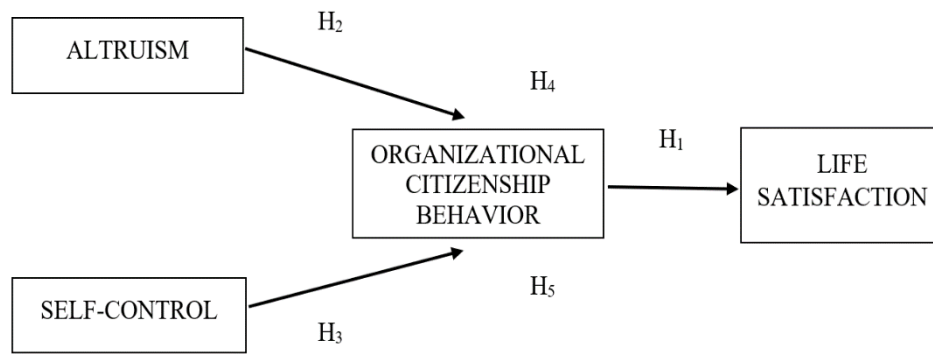 H₂
ALTRUISM
H₄
H₁
ORGANIZATIONAL
CITIZENSHIP
BEHAVIOR
LIFE
SATISFACTION
SELF-CONTROL
H₅
H₃